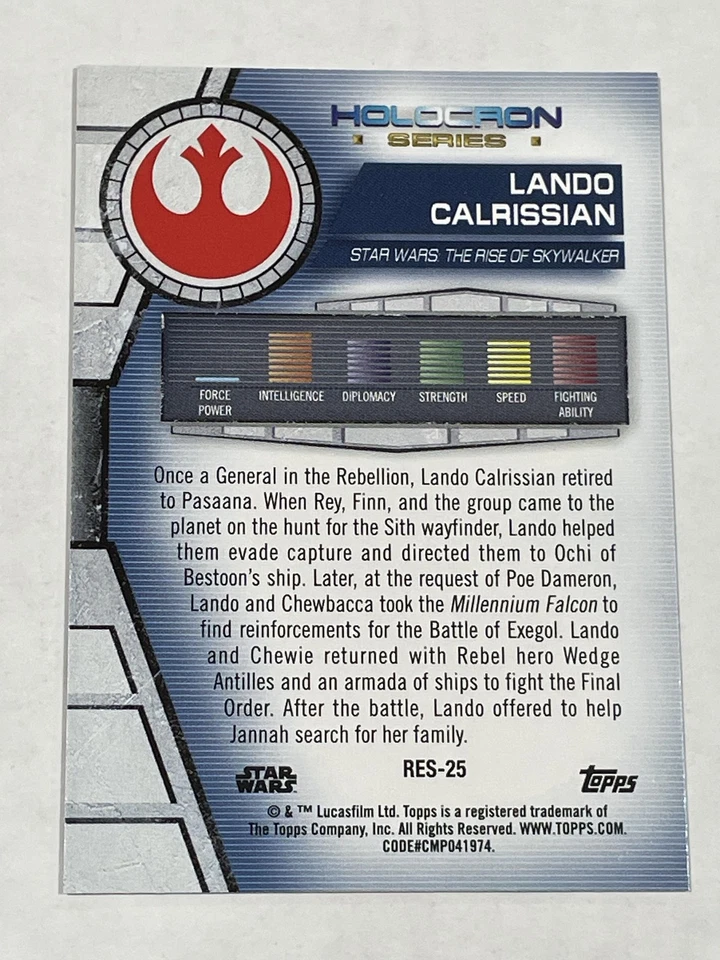 HOLOCRON
SERIES
LANDO
CALRISSIAN
STAR WARS: THE RISE OF SKYWALKER
FORCE POWER
INTELLIGENCE
DIPLOMACY
STRENGTH
SPEED
FIGHTING ABILITY
Once a General in the Rebellion, Lando Calrissian retired
to Pasaana. When Rey, Finn, and the group came to the
planet on the hunt for the Sith wayfinder, Lando helped
them evade capture and directed them to Ochi of
Bestoon's ship. Later, at the request of Poe Dameron,
Lando and Chewbacca took the Millennium Falcon to
find reinforcements for the Battle of Exegol. Lando
and Chewie returned with Rebel hero Wedge
Antilles and an armada of ships to fight the Final
Order. After the battle, Lando offered to help
Jannah search for her family.
STAR WARS
RES-25
topps
© & ™ Lucasfilm Ltd. Topps is a registered trademark of
The Topps Company, Inc. All Rights Reserved. WWW.TOPPS.COM.
CODE#CMP041974.